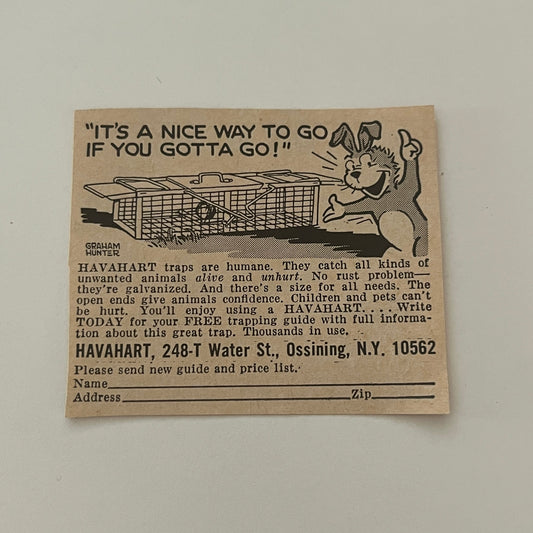 "IT'S A NICE WAY TO GO
IF YOU GOTTA GO!"
GRAHAM
HUNTER
HAVAHART traps are humane. They catch all kinds of
unwanted animals alive and unhurt. No rust problem—
they're galvanized. And there's a size for all needs. The
open ends give animals confidence. Children and pets can't
be hurt. You'll enjoy using a HAVAHART. . . . Write
TODAY for your FREE trapping guide with full informa-
tion about this great trap. Thousands in use.
HAVAHART, 248-T Water St., Ossining, N.Y. 10562
Please send new guide and price list.
Name
Address Zip